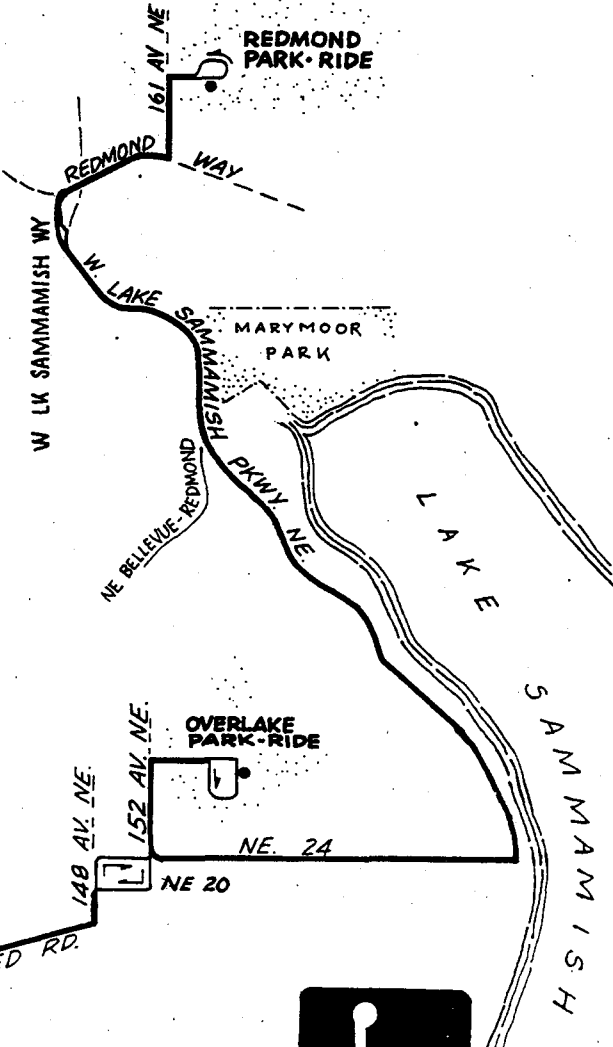 161 AV NE
REDMOND
PARK·RIDE
REDMOND WAY
W LK SAMMAMISH WY
W. LAKE SAMMAMISH PKWY. NE.
MARYMOOR
PARK
NE BELLEVUE-REDMOND
LAKE SAMMAMISH
OVERLAKE
PARK-RIDE
152 AV. NE.
148 AV. NE.
NE. 24
NE 20
ED RD.